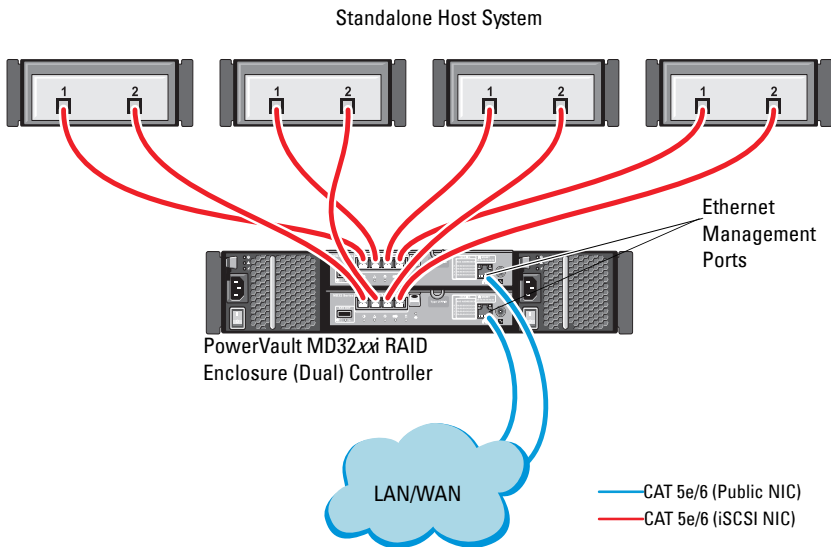 Standalone Host System
1 2 1 2 1 2 1 2
Ethernet
Management
Ports
PowerVault MD32xxi RAID
Enclosure (Dual) Controller
LAN/WAN
CAT 5e/6 (Public NIC)
CAT 5e/6 (iSCSI NIC)